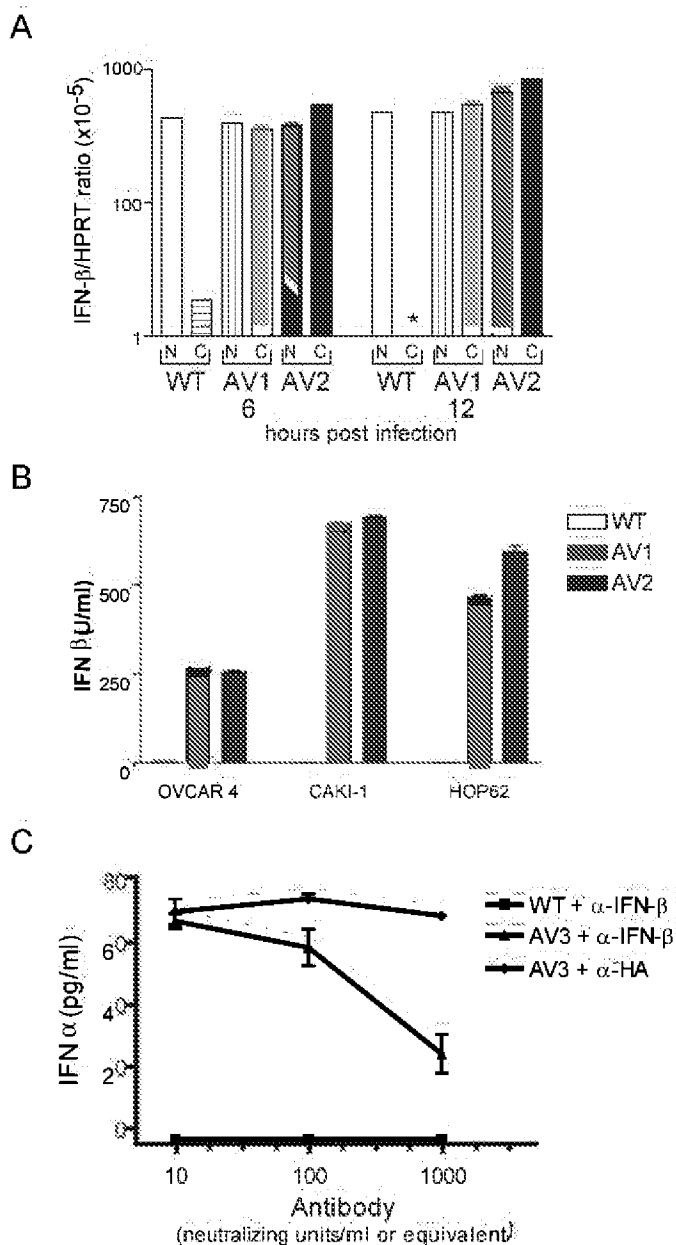 A
IFN-β/HPRT ratio (x10⁻⁵)
1000
100
1
*
N C N C N C N C N C N C
WT AV1 AV2 WT AV1 AV2
6 12
hours post infection
B
IFN β(U/ml)
750
500
250
0
WT
AV1
AV2
OVCAR 4 CAKI-1 HOP62
C
IFN α (pg/ml)
80
60
40
20
0
WT + α-IFN-β
AV3 + α-IFN-β
AV3 + α-HA
10 100 1000
Antibody
(neutralizing units/ml or equivalent)